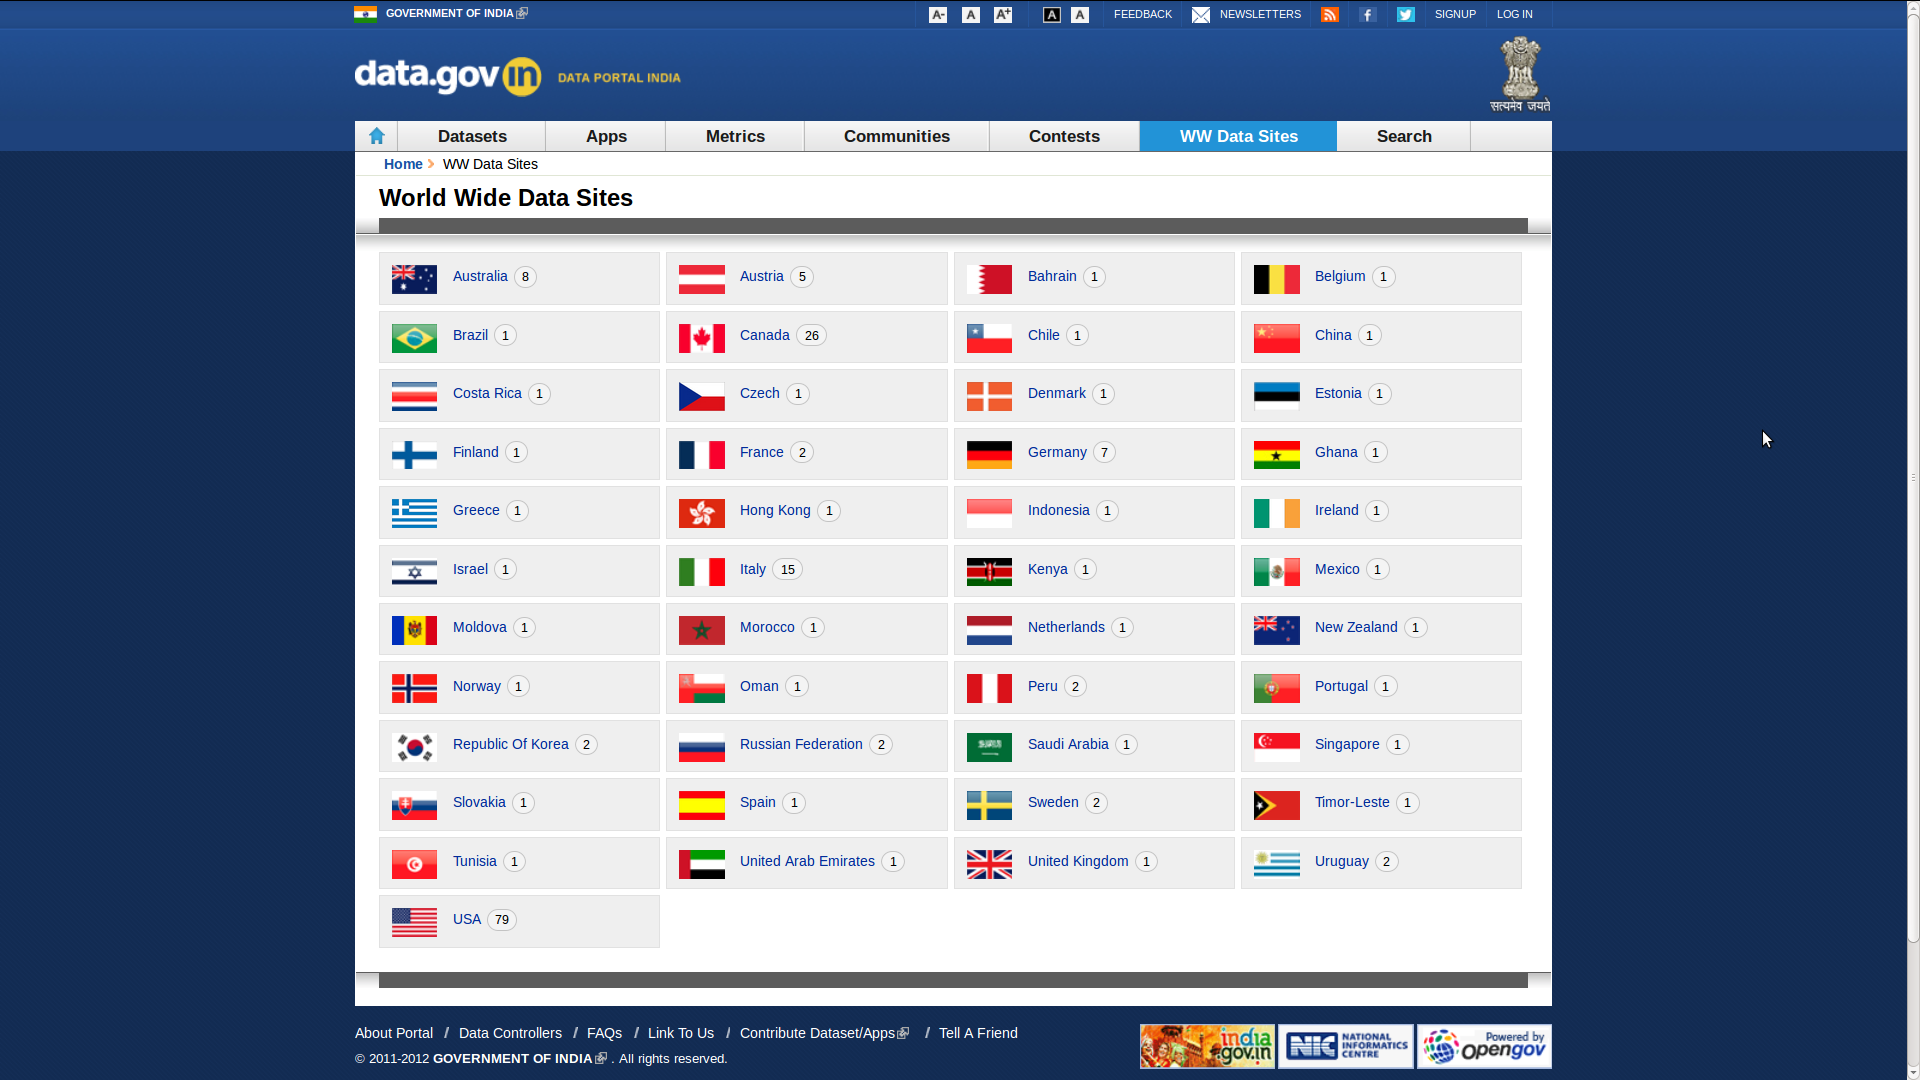 GOVERNMENT OF INDIA A- A A+ A A FEEDBACK NEWSLETTERS SIGNUP LOG IN
data.gov in DATA PORTAL INDIA
सत्यमेव जयते
Datasets Apps Metrics Communities Contests WW Data Sites Search
Home WW Data Sites
World Wide Data Sites
Australia 8 Austria 5 Bahrain 1 Belgium 1
Brazil 1 Canada 26 Chile 1 China 1
Costa Rica 1 Czech 1 Denmark 1 Estonia 1
Finland 1 France 2 Germany 7 Ghana 1
Greece 1 Hong Kong 1 Indonesia 1 Ireland 1
Israel 1 Italy 15 Kenya 1 Mexico 1
Moldova 1 Morocco 1 Netherlands 1 New Zealand 1
Norway 1 Oman 1 Peru 2 Portugal 1
Republic Of Korea 2 Russian Federation 2 Saudi Arabia 1 Singapore 1
Slovakia 1 Spain 1 Sweden 2 Timor-Leste 1
Tunisia 1 United Arab Emirates 1 United Kingdom 1 Uruguay 2
USA 79
About Portal / Data Controllers / FAQs / Link To Us / Contribute Dataset/Apps / Tell A Friend
© 2011-2012 GOVERNMENT OF INDIA . All rights reserved.
india
gov.in
NIC NATIONAL
INFORMATICS
CENTRE
Powered by
opengov